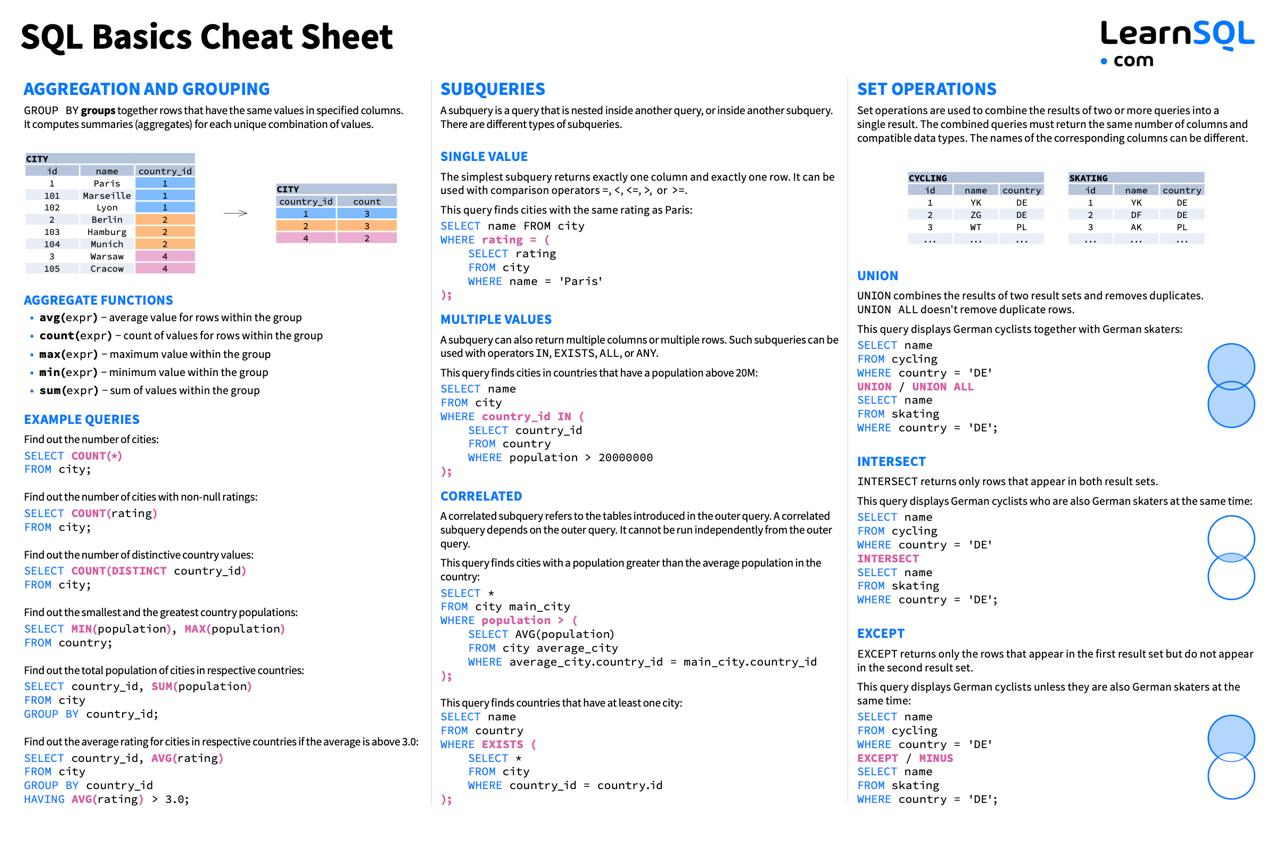 SQL Basics Cheat Sheet
LearnSQL
• com
AGGREGATION AND GROUPING
GROUP BY groups together rows that have the same values in specified columns.
It computes summaries (aggregates) for each unique combination of values.
CITY
id name country_id
1 Paris 1
101 Marseille 1
102 Lyon 1
2 Berlin 2
103 Hamburg 2
104 Munich 2
3 Warsaw 4
105 Cracow 4
CITY
country_id count
1 3
2 3
4 2
AGGREGATE FUNCTIONS
• avg(expr) − average value for rows within the group
• count(expr) − count of values for rows within the group
• max(expr) − maximum value within the group
• min(expr) − minimum value within the group
• sum(expr) − sum of values within the group
EXAMPLE QUERIES
Find out the number of cities:
SELECT COUNT(*)
FROM city;
Find out the number of cities with non-null ratings:
SELECT COUNT(rating)
FROM city;
Find out the number of distinctive country values:
SELECT COUNT(DISTINCT country_id)
FROM city;
Find out the smallest and the greatest country populations:
SELECT MIN(population), MAX(population)
FROM country;
Find out the total population of cities in respective countries:
SELECT country_id, SUM(population)
FROM city
GROUP BY country_id;
Find out the average rating for cities in respective countries if the average is above 3.0:
SELECT country_id, AVG(rating)
FROM city
GROUP BY country_id
HAVING AVG(rating) > 3.0;
SUBQUERIES
A subquery is a query that is nested inside another query, or inside another subquery.
There are different types of subqueries.
SINGLE VALUE
The simplest subquery returns exactly one column and exactly one row. It can be
used with comparison operators =, <, <=, >, or >=.
This query finds cities with the same rating as Paris:
SELECT name FROM city
WHERE rating = (
SELECT rating
FROM city
WHERE name = 'Paris'
);
MULTIPLE VALUES
A subquery can also return multiple columns or multiple rows. Such subqueries can be
used with operators IN, EXISTS, ALL, or ANY.
This query finds cities in countries that have a population above 20M:
SELECT name
FROM city
WHERE country_id IN (
SELECT country_id
FROM country
WHERE population > 20000000
);
CORRELATED
A correlated subquery refers to the tables introduced in the outer query. A correlated
subquery depends on the outer query. It cannot be run independently from the outer
query.
This query finds cities with a population greater than the average population in the
country:
SELECT *
FROM city main_city
WHERE population > (
SELECT AVG(population)
FROM city average_city
WHERE average_city.country_id = main_city.country_id
);
This query finds countries that have at least one city:
SELECT name
FROM country
WHERE EXISTS (
SELECT *
FROM city
WHERE country_id = country.id
);
SET OPERATIONS
Set operations are used to combine the results of two or more queries into a
single result. The combined queries must return the same number of columns and
compatible data types. The names of the corresponding columns can be different.
CYCLING
id name country
1 YK DE
2 ZG DE
3 WT PL
... ... ...
SKATING
id name country
1 YK DE
2 DF DE
3 AK PL
... ... ...
UNION
UNION combines the results of two result sets and removes duplicates.
UNION ALL doesn't remove duplicate rows.
This query displays German cyclists together with German skaters:
SELECT name
FROM cycling
WHERE country = 'DE'
UNION / UNION ALL
SELECT name
FROM skating
WHERE country = 'DE';
INTERSECT
INTERSECT returns only rows that appear in both result sets.
This query displays German cyclists who are also German skaters at the same time:
SELECT name
FROM cycling
WHERE country = 'DE'
INTERSECT
SELECT name
FROM skating
WHERE country = 'DE';
EXCEPT
EXCEPT returns only the rows that appear in the first result set but do not appear
in the second result set.
This query displays German cyclists unless they are also German skaters at the
same time:
SELECT name
FROM cycling
WHERE country = 'DE'
EXCEPT / MINUS
SELECT name
FROM skating
WHERE country = 'DE';